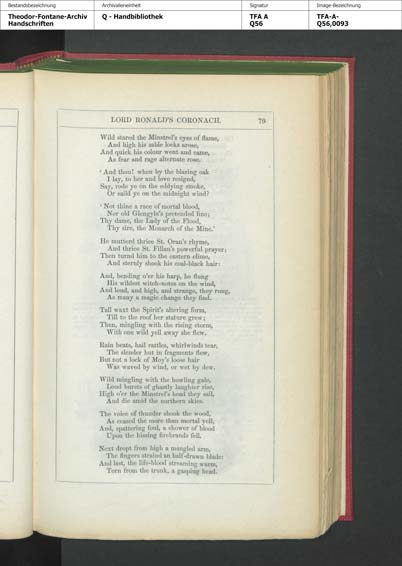 Bestandsbezeichnung
Archivalieneinheit
Signatur
Image-Bezeichnung
Theodor-Fontane-Archiv
Handschriften
Q - Handbibliothek
TFA A
Q56
TFA-A-
Q56,0093
LORD RONALD'S CORONACH. 79
Wild stared the Minstrel's eyes of flame,
And high his sable locks arose,
And quick his colour went and came,
As fear and rage alternate rose.
'And thou! when by the blazing oak
I lay, to her and love resigned,
Say, rode ye on the eddying smoke,
Or sail'd ye on the midnight wind?
'Not thine a race of mortal blood,
Nor old Glengyle's pretended line;
Thy dame, the Lady of the Flood,
Thy sire, the Monarch of the Mine.'
He mutter'd thrice St. Oran's rhyme,
And thrice St. Fillan's powerful prayer;
Then turn'd him to the eastern clime,
And sternly shook his coal-black hair:
And, bending o'er his harp, he flung
His wildest witch-notes on the wind,
And loud, and high, and strange, they rung,
As many a magic change they find.
Tall waxt the Spirit's altering form,
Till to the roof her stature grew;
Then, mingling with the rising storm,
With one wild yell away she flew.
Rain beats, hail rattles, whirlwinds tear,
The slender hut in fragments flew,
But not a lock of Moy's loose hair
Was waved by wind, or wet by dew.
Wild mingling with the howling gale,
Loud bursts of ghastly laughter rise,
High o'er the Minstrel's head they sail,
And die amid the northern skies.
The voice of thunder shook the wood,
As ceased the more than mortal yell,
And, spattering foul, a shower of blood
Upon the hissing firebrands fell.
Next dropt from high a mangled arm,
The fingers strain'd an half-drawn blade:
And last, the life-blood streaming warm,
Torn from the trunk, a gasping head.